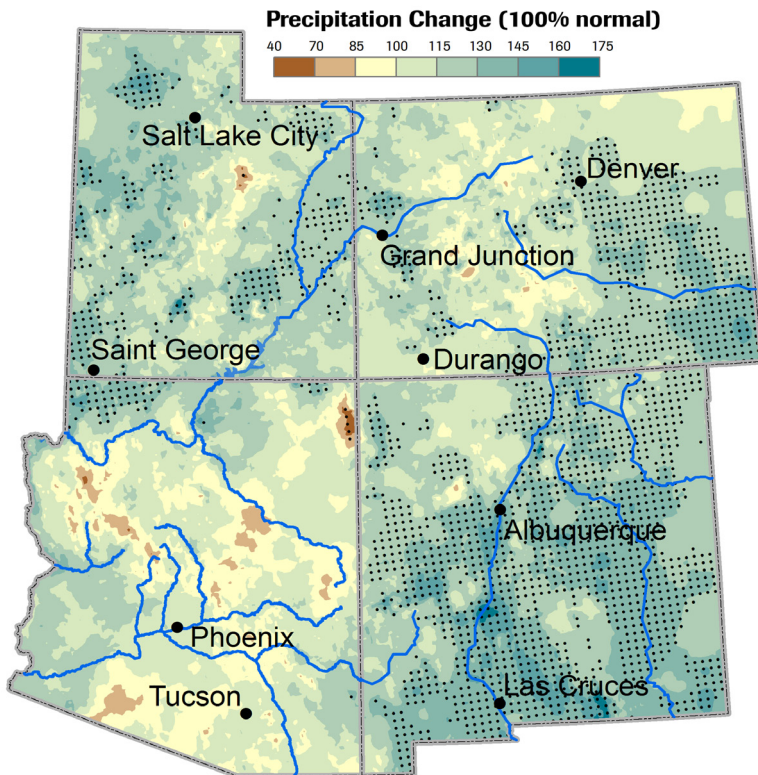 Precipitation Change (100% normal)
40 70 85 100 115 130 145 160 175
Salt Lake City
Denver
Grand Junction
Saint George
Durango
Albuquerque
Phoenix
Las Cruces
Tucson